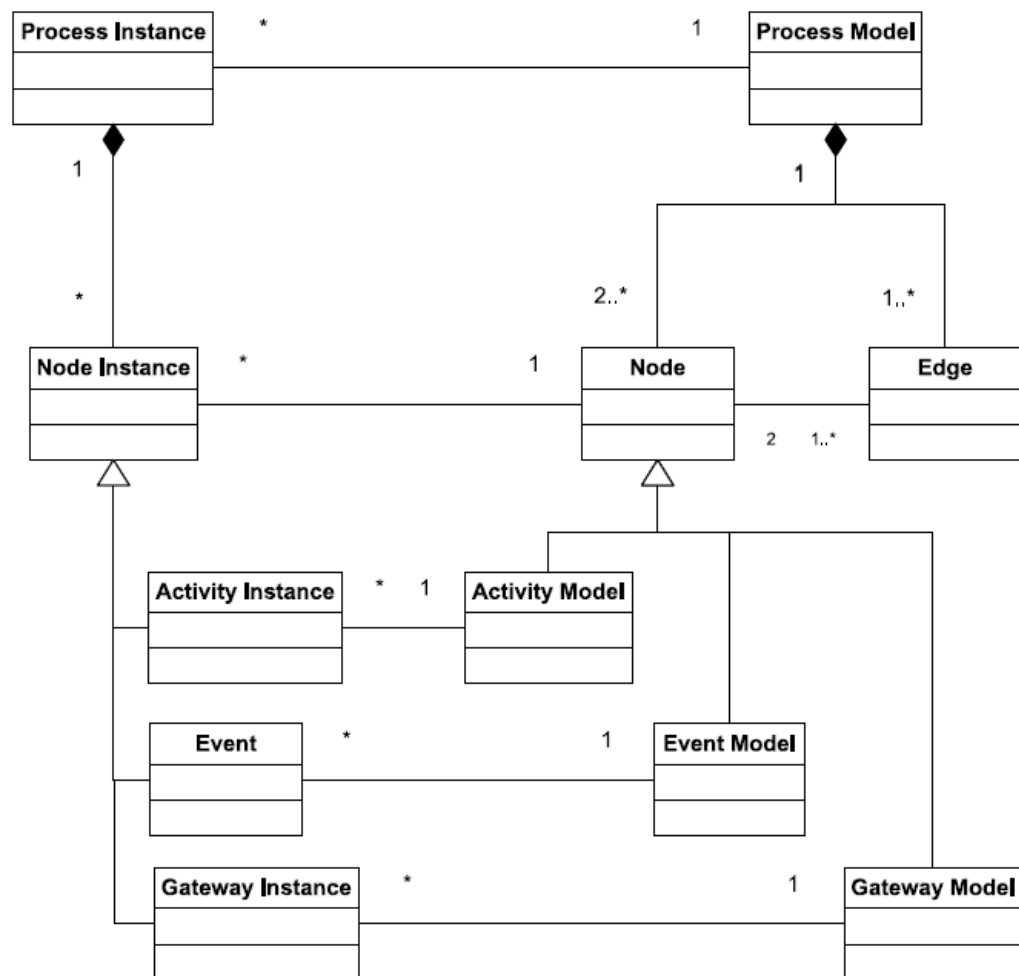 Process Instance * 1 Process Model
1 1
* 2..* 1..*
Node Instance * 1 Node Edge
2 1..*
Activity Instance * 1 Activity Model
Event * 1 Event Model
Gateway Instance * 1 Gateway Model